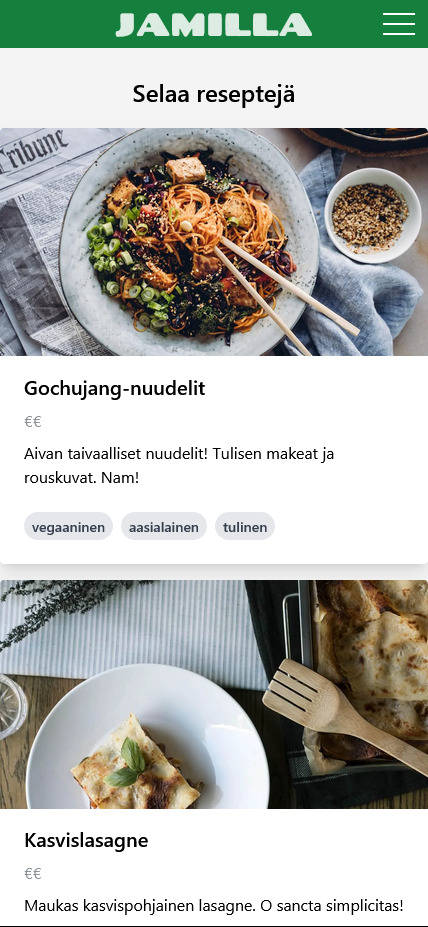 JAMILLA
Selaa reseptejä
Tribune
Gochujang-nuudelit
€€
Aivan taivaalliset nuudelit! Tulisen makeat ja
rouskuvat. Nam!
vegaaninen aasialainen tulinen
Kasvislasagne
€€
Maukas kasvispohjainen lasagne. O sancta simplicitas!